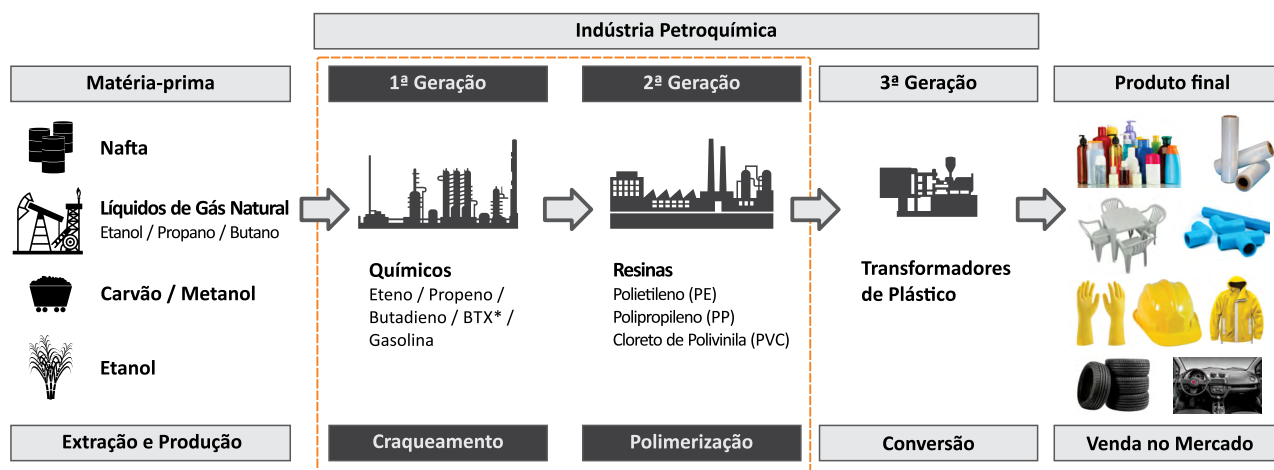 Indústria Petroquímica
Matéria-prima
1ª Geração
2ª Geração
3ª Geração
Produto final
Nafta
Líquidos de Gás Natural
Etanol / Propano / Butano
Carvão / Metanol
Etanol
Químicos
Eteno / Propeno /
Butadieno / BTX* /
Gasolina
Resinas
Polietileno (PE)
Polipropileno (PP)
Cloreto de Polivinila (PVC)
Transformadores
de Plástico
Extração e Produção
Craqueamento
Polimerização
Conversão
Venda no Mercado